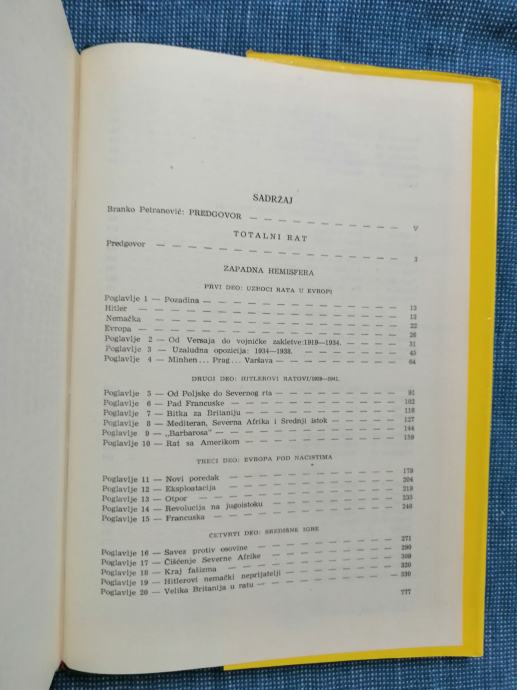 SADRŽAJ
Branko Petranović: PREDGOVOR — — — — — — — — V
TOTALNI RAT
Predgovor — — — — — — — — — — — — — 3
ZAPADNA HEMISFERA
PRVI DEO: UZROCI RATA U EVROPI
Poglavlje 1 — Pozadina — — — — — — — — — — 13
Hitler — — — — — — — — — — — — — — 13
Nemačka — — — — — — — — — — — — — 22
Evropa — — — — — — — — — — — — — — 26
Poglavlje 2 — Od Versaja do vojničke zakletve: 1919—1934. — — — 31
Poglavlje 3 — Uzaludna opozicija: 1934—1938. — — — — — 45
Poglavlje 4 — Minhen... Prag... Varšava — — — — — — 64
DRUGI DEO: HITLEROVI RATOVI/1939—1941.
Poglavlje 5 — Od Poljske do Severnog rta — — — — — — 91
Poglavlje 6 — Pad Francuske — — — — — — — — — 102
Poglavlje 7 — Bitka za Britaniju — — — — — — — — 118
Poglavlje 8 — Mediteran, Severna Afrika i Srednji istok — — — — 127
Poglavlje 9 — „Barbarosa" — — — — — — — — — — 144
Poglavlje 10 — Rat sa Amerikom — — — — — — — — 159
TREĆI DEO: EVROPA POD NACISTIMA
Poglavlje 11 — Novi poredak — — — — — — — — — 179
Poglavlje 12 — Eksploatacija — — — — — — — — — 204
Poglavlje 13 — Otpor — — — — — — — — — — — 219
Poglavlje 14 — Revolucija na jugoistoku — — — — — — 233
Poglavlje 15 — Francuska — — — — — — — — — — 248
ČETVRTI DEO: SREDIŠNE IGRE
Poglavlje 16 — Savez protiv osovine — — — — — — — 271
Poglavlje 17 — Čišćenje Severne Afrike — — — — — — — 290
Poglavlje 18 — Kraj fašizma — — — — — — — — — 309
Poglavlje 19 — Hitlerovi nemački neprijatelji — — — — — — 320
Poglavlje 20 — Velika Britanija u ratu — — — — — — — 339
777